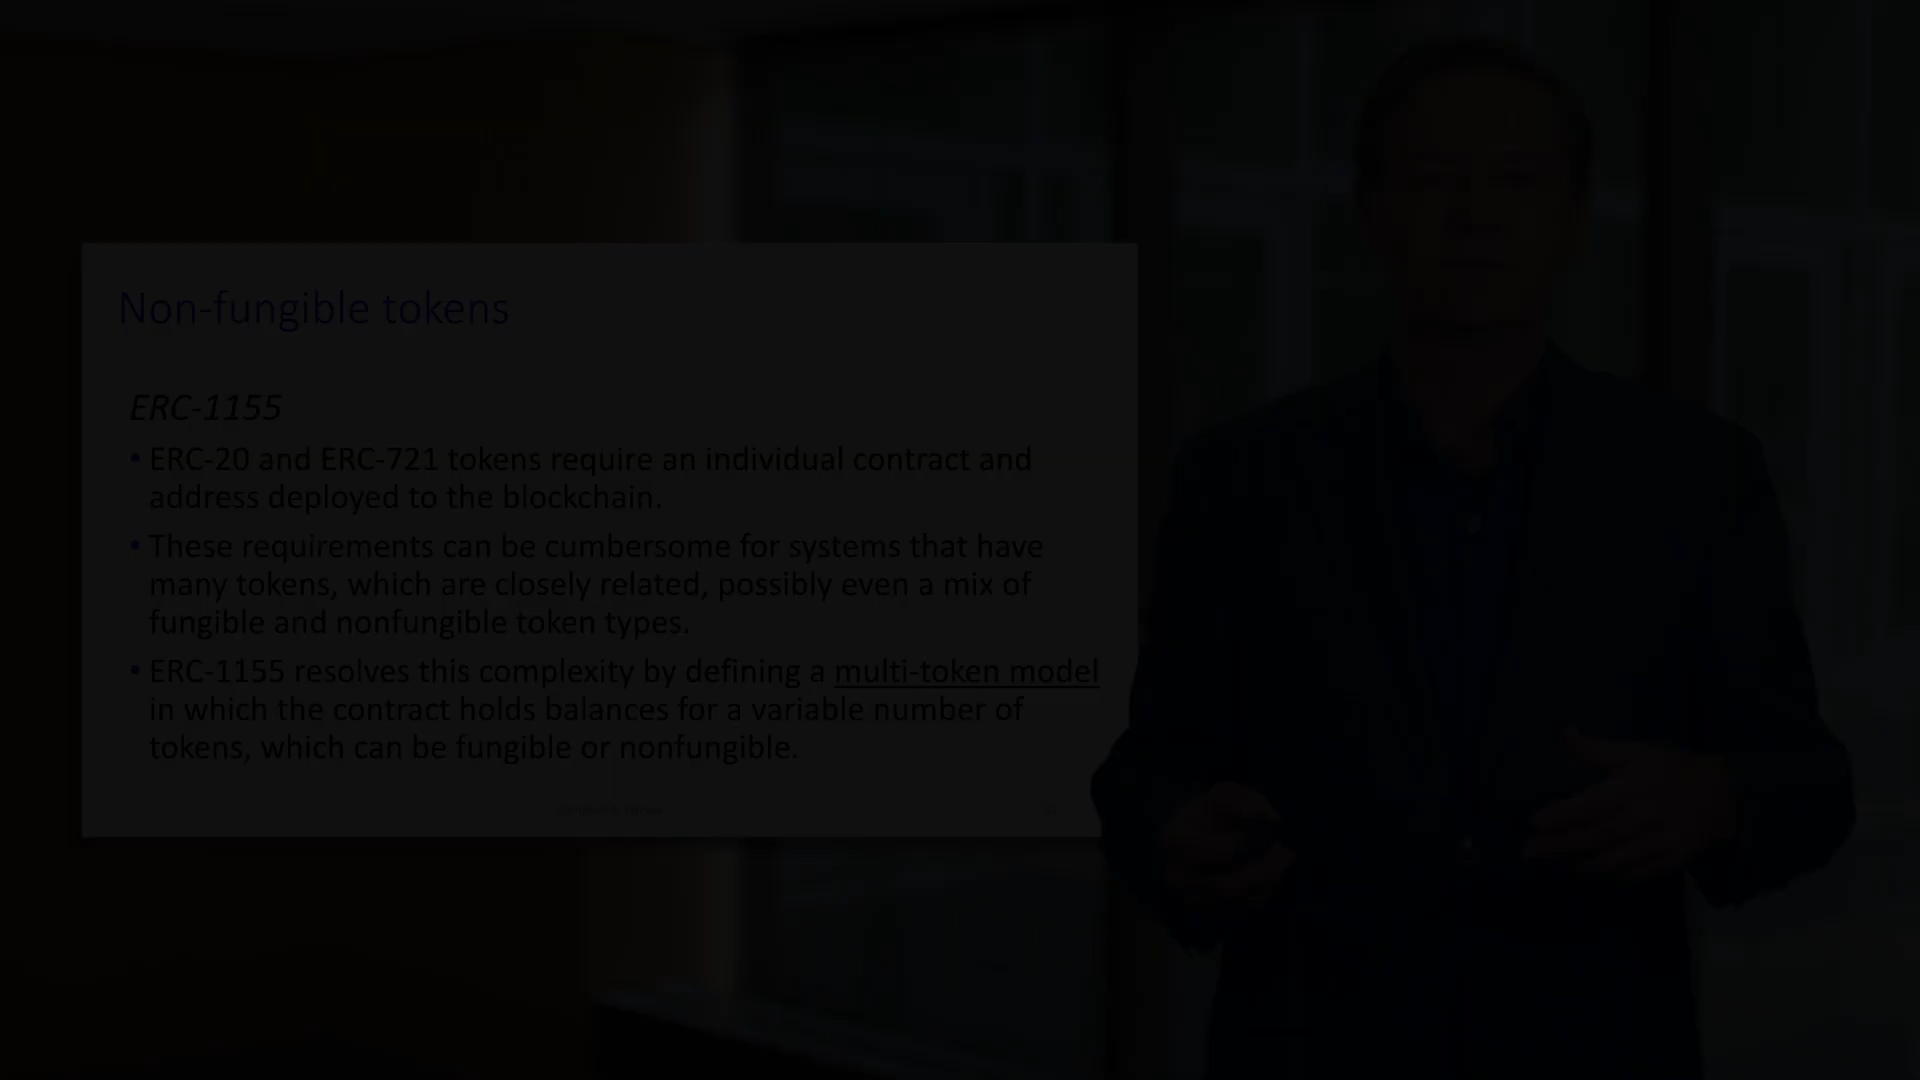 Non-fungible tokens
ERC-1155
• ERC-20 and ERC-721 tokens require an individual contract and
address deployed to the blockchain.
• These requirements can be cumbersome for systems that have
many tokens, which are closely related, possibly even a mix of
fungible and nonfungible token types.
• ERC-1155 resolves this complexity by defining a multi-token model
in which the contract holds balances for a variable number of
tokens, which can be fungible or nonfungible.